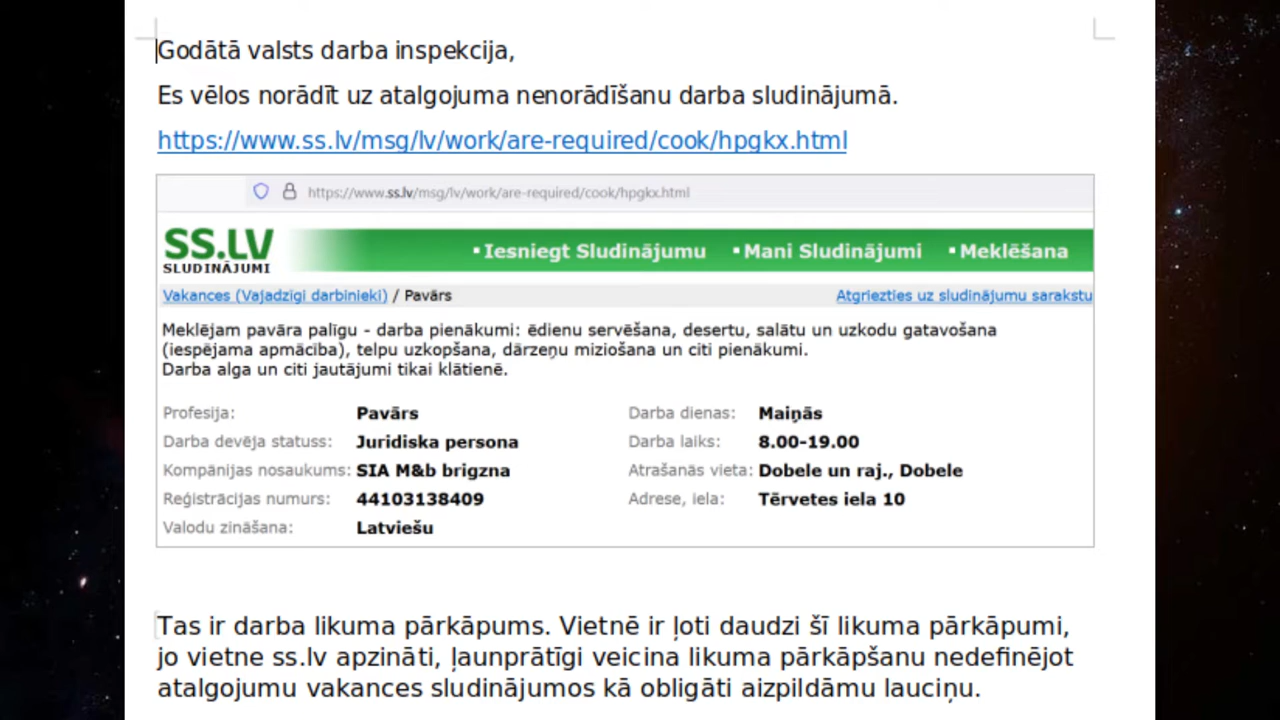 Godātā valsts darba inspekcija,
Es vēlos norādīt uz atalgojuma nenorādīšanu darba sludinājumā.
https://www.ss.lv/msg/lv/work/are-required/cook/hpgkx.html
https://www.ss.lv/msg/lv/work/are-required/cook/hpgkx.html
SS.LV
SLUDINĀJUMI
▪ Iesniegt Sludinājumu ▪ Mani Sludinājumi ▪ Meklēšana
Vakances (Vajadzīgi darbinieki) / Pavārs Atgriezties uz sludinājumu sarakstu
Meklējam pavāra palīgu - darba pienākumi: ēdienu servēšana, desertu, salātu un uzkodu gatavošana
(iespējama apmācība), telpu uzkopšana, dārzeņu miziošana un citi pienākumi.
Darba alga un citi jautājumi tikai klātienē.
Profesija: Pavārs Darba dienas: Maiņās
Darba devēja statuss: Juridiska persona Darba laiks: 8.00-19.00
Kompānijas nosaukums: SIA M&b brigzna Atrašanās vieta: Dobele un raj., Dobele
Reģistrācijas numurs: 44103138409 Adrese, iela: Tērvetes iela 10
Valodu zināšana: Latviešu
Tas ir darba likuma pārkāpums. Vietnē ir ļoti daudzi šī likuma pārkāpumi,
jo vietne ss.lv apzināti, ļaunprātīgi veicina likuma pārkāpšanu nedefinējot
atalgojumu vakances sludinājumos kā obligāti aizpildāmu lauciņu.